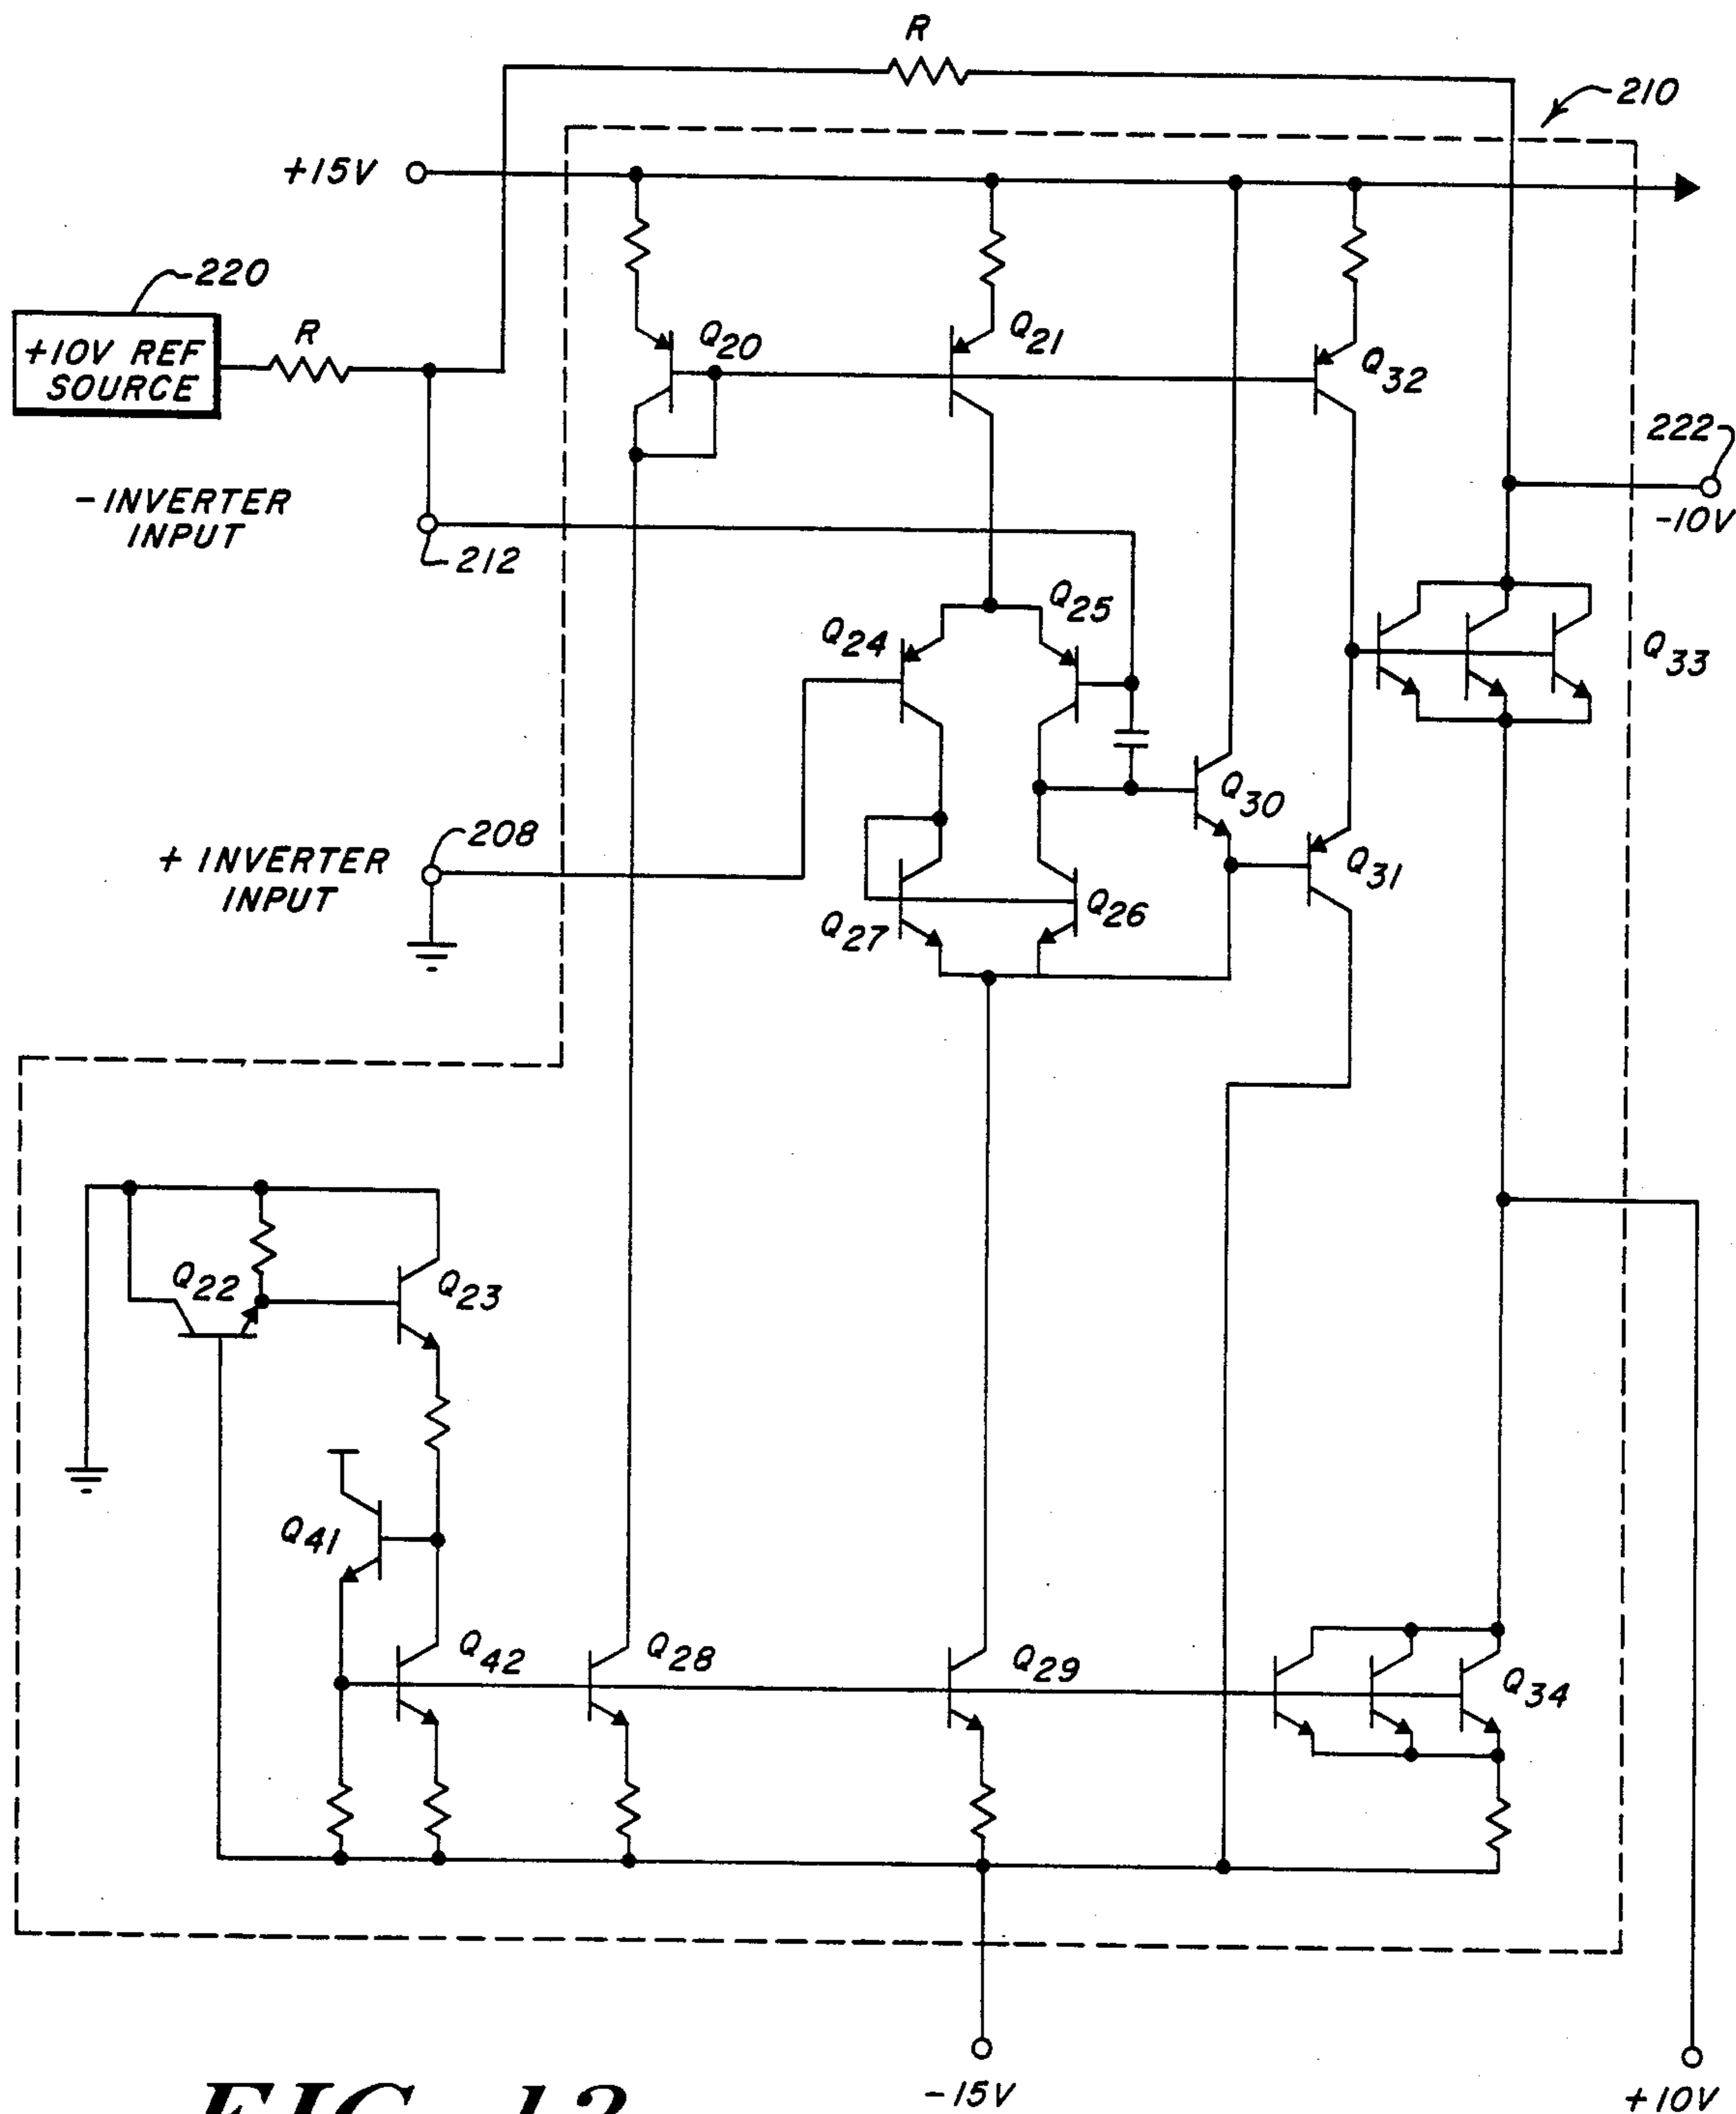 R
210
+15V
220
+10V REF
SOURCE
R
Q20
Q21
Q32
222
-10V
- INVERTER
INPUT
212
Q24
Q25
Q33
Q30
208
+ INVERTER
INPUT
Q31
Q27
Q26
Q22
Q23
Q41
Q42
Q28
Q29
Q34
-15V
+10V